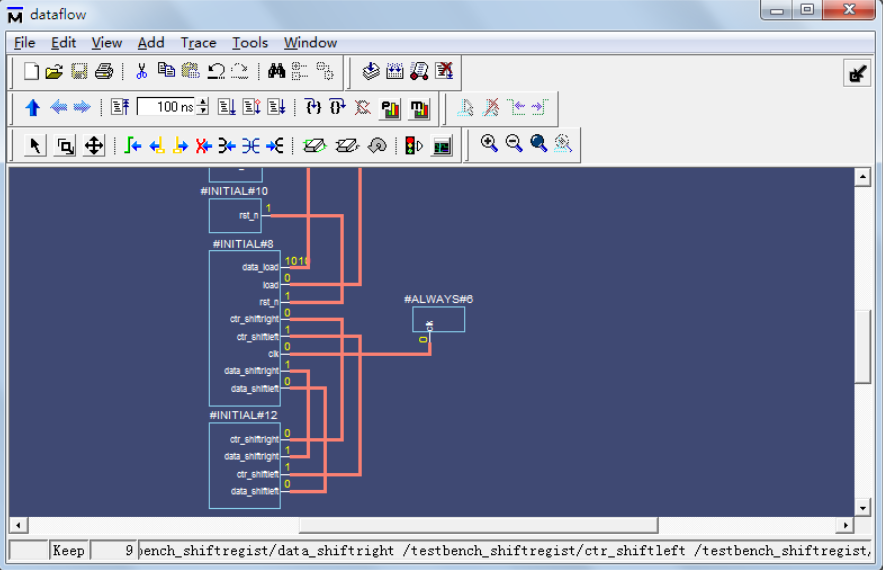 dataflow
File Edit View Add Trace Tools Window
100 ns
#INITIAL#10
rst_n 1
#INITIAL#8
data_load 1010
load 0
rst_n 1
ctr_shiftright 0
ctr_shiftleft 1
clk 0
data_shiftright 1
data_shiftleft 0
#ALWAYS#6
clk
0
#INITIAL#12
ctr_shiftright 0
data_shiftright 1
ctr_shiftleft 1
data_shiftleft 0
Keep 9 bench_shiftregist/data_shiftright /testbench_shiftregist/ctr_shiftleft /testbench_shiftregist/